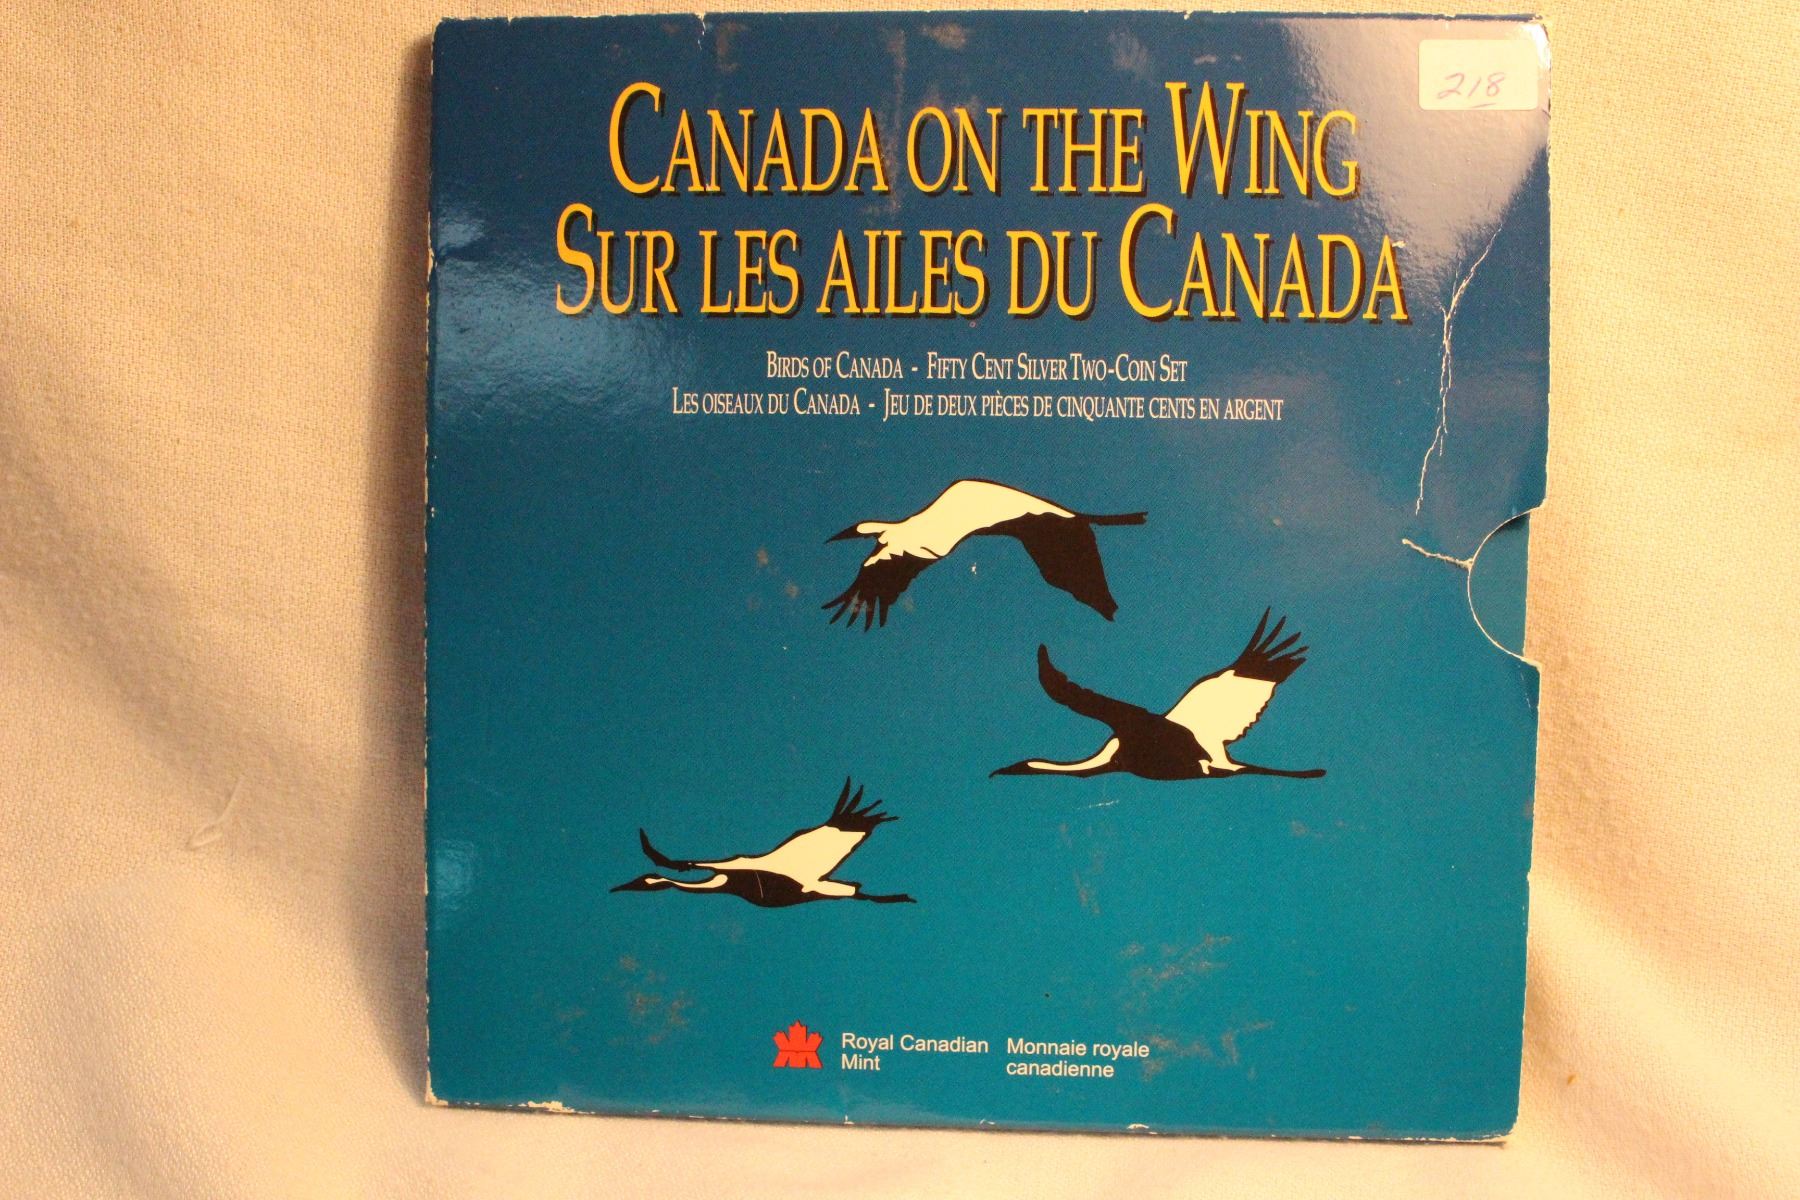 218
CANADA ON THE WING
SUR LES AILES DU CANADA
BIRDS OF CANADA - FIFTY CENT SILVER TWO-COIN SET
LES OISEAUX DU CANADA - JEU DE DEUX PIÈCES DE CINQUANTE CENTS EN ARGENT
Royal Canadian
Mint
Monnaie royale
canadienne